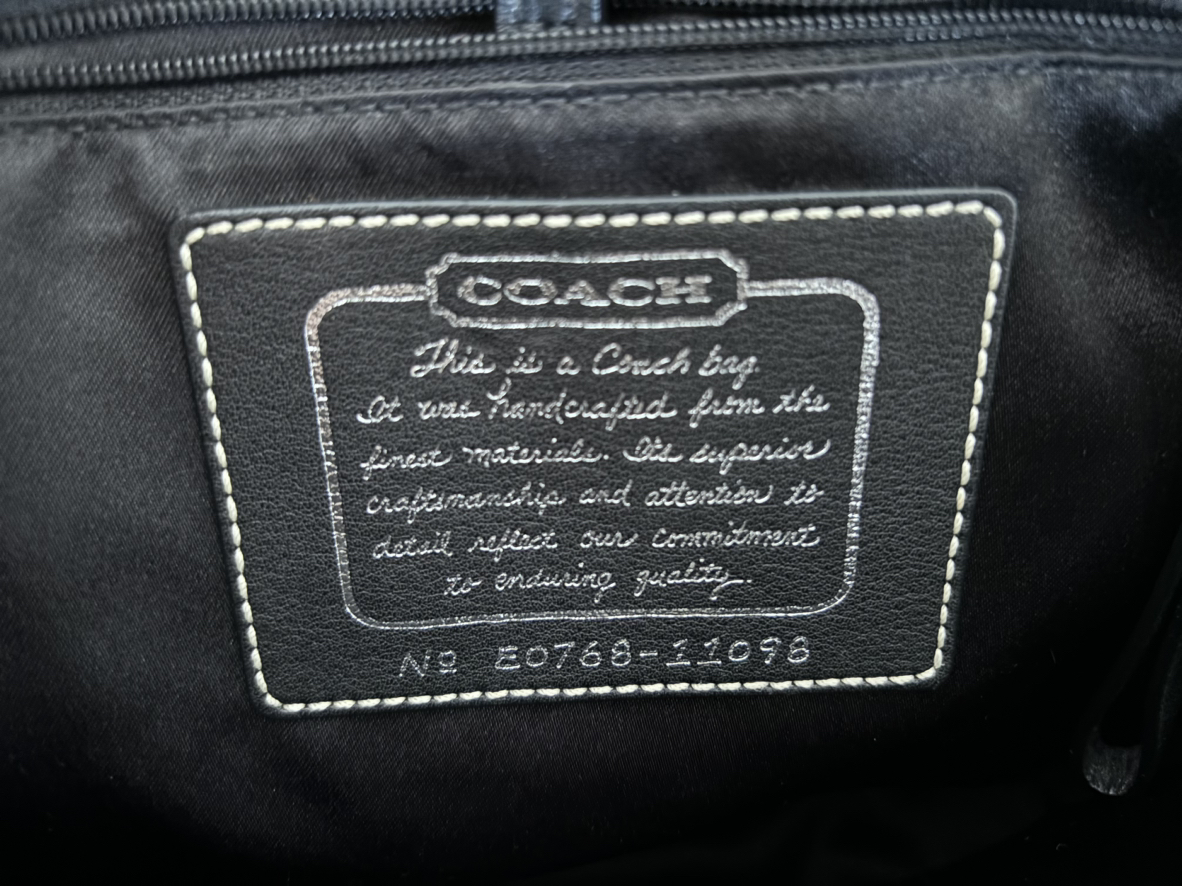 COACH
This is a Coach bag.
It was handcrafted from the
finest materials. Its superior
craftsmanship and attention to
detail reflect our commitment
to enduring quality.
Nº E0768-11098